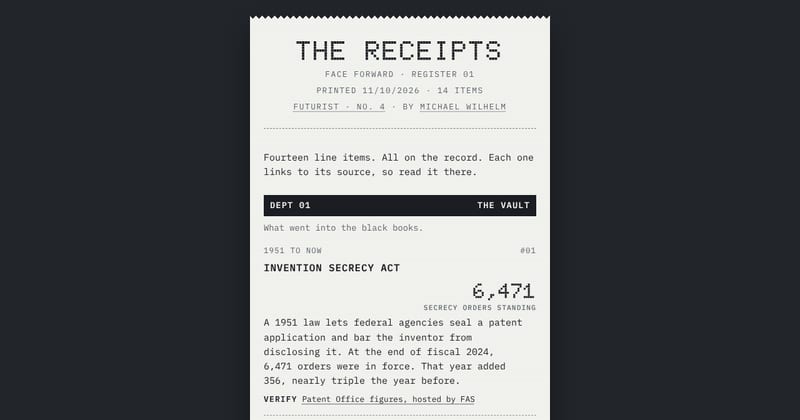 THE RECEIPTS
FACE FORWARD · REGISTER 01
PRINTED 11/10/2026 · 14 ITEMS
FUTURIST · NO. 4 · BY MICHAEL WILHELM
Fourteen line items. All on the record. Each one
links to its source, so read it there.
DEPT 01 THE VAULT
What went into the black books.
1951 TO NOW #01
INVENTION SECRECY ACT
6,471
SECRECY ORDERS STANDING
A 1951 law lets federal agencies seal a patent
application and bar the inventor from
disclosing it. At the end of fiscal 2024,
6,471 orders were in force. That year added
356, nearly triple the year before.
VERIFY Patent Office figures, hosted by FAS